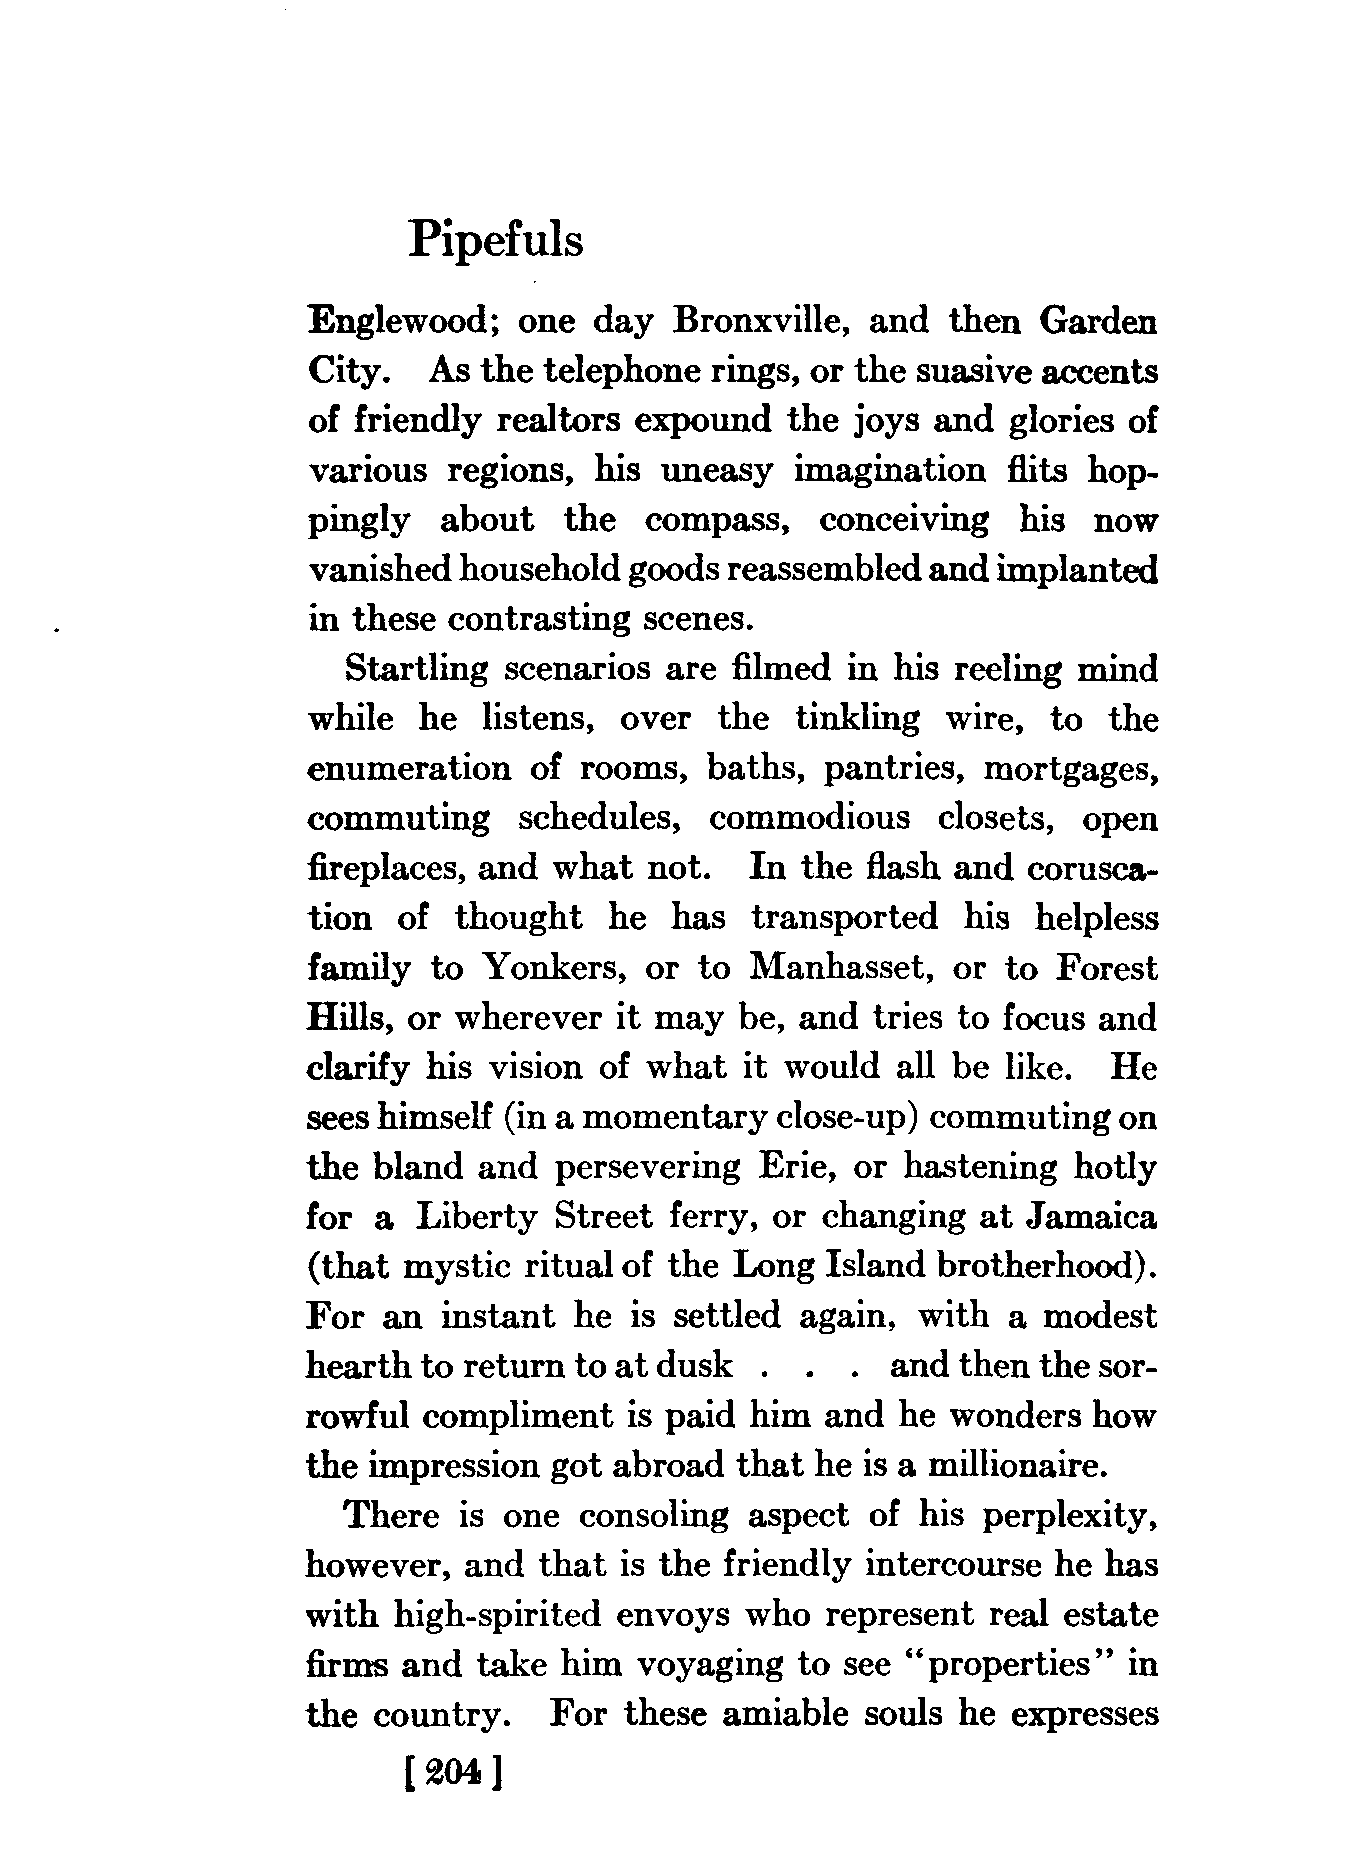 Pipefuls
Englewood; one day Bronxville, and then Garden
City. As the telephone rings, or the suasive accents
of friendly realtors expound the joys and glories of
various regions, his uneasy imagination flits hop-
pingly about the compass, conceiving his now
vanished household goods reassembled and implanted
in these contrasting scenes.
Startling scenarios are filmed in his reeling mind
while he listens, over the tinkling wire, to the
enumeration of rooms, baths, pantries, mortgages,
commuting schedules, commodious closets, open
fireplaces, and what not. In the flash and corusca-
tion of thought he has transported his helpless
family to Yonkers, or to Manhasset, or to Forest
Hills, or wherever it may be, and tries to focus and
clarify his vision of what it would all be like. He
sees himself (in a momentary close-up) commuting on
the bland and persevering Erie, or hastening hotly
for a Liberty Street ferry, or changing at Jamaica
(that mystic ritual of the Long Island brotherhood).
For an instant he is settled again, with a modest
hearth to return to at dusk . . . and then the sor-
rowful compliment is paid him and he wonders how
the impression got abroad that he is a millionaire.
There is one consoling aspect of his perplexity,
however, and that is the friendly intercourse he has
with high-spirited envoys who represent real estate
firms and take him voyaging to see "properties" in
the country. For these amiable souls he expresses
[ 204 ]